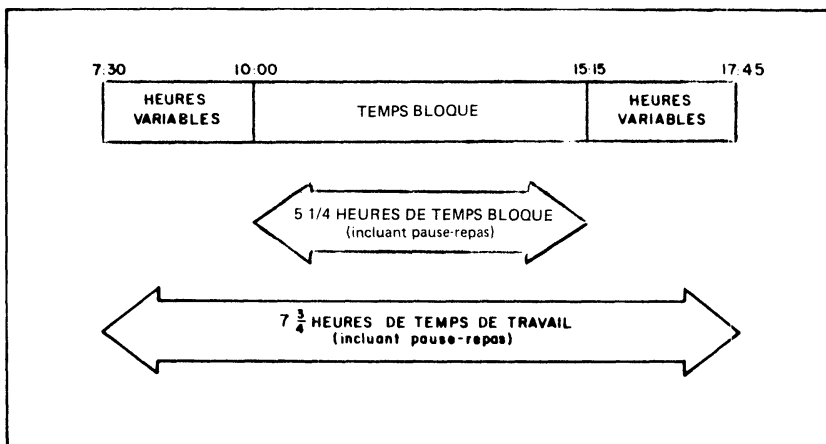 7:30 10:00 15:15 17:45
HEURES
VARIABLES
TEMPS BLOQUE
HEURES
VARIABLES
5 1/4 HEURES DE TEMPS BLOQUE
(incluant pause-repas)
7 3/4 HEURES DE TEMPS DE TRAVAIL
(incluant pause-repas)